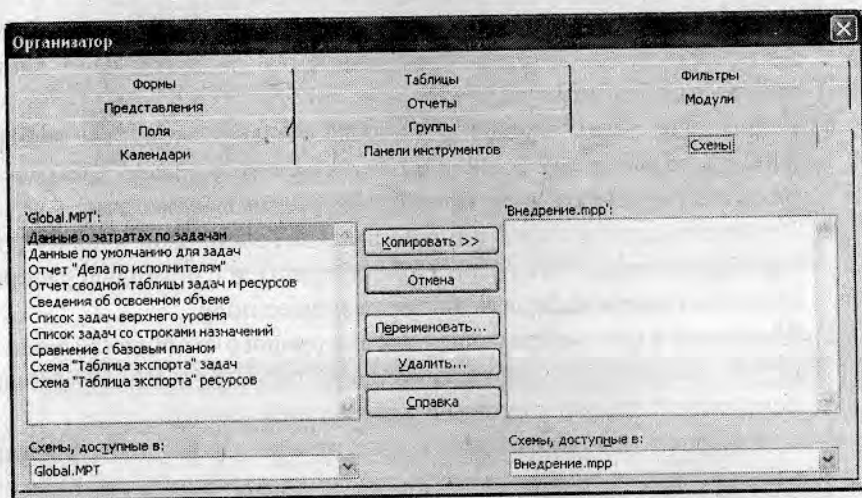 Организатор
Формы
Таблицы
Фильтры
Представления
Отчеты
Модули
Поля
Группы
Календари
Панели инструментов
Схемы
'Global.MPT':
'Внедрение.mpp':
Данные о затратах по задачам
Данные по умолчанию для задач
Отчет "Дела по исполнителям"
Отчет сводной таблицы задач и ресурсов
Сведения об освоенном объеме
Список задач верхнего уровня
Список задач со строками назначений
Сравнение с базовым планом
Схема "Таблица экспорта" задач
Схема "Таблица экспорта" ресурсов
Копировать >>
Отмена
Переименовать...
Удалить...
Справка
Схемы, доступные в:
Global.MPT
Схемы, доступные в:
Внедрение.mpp